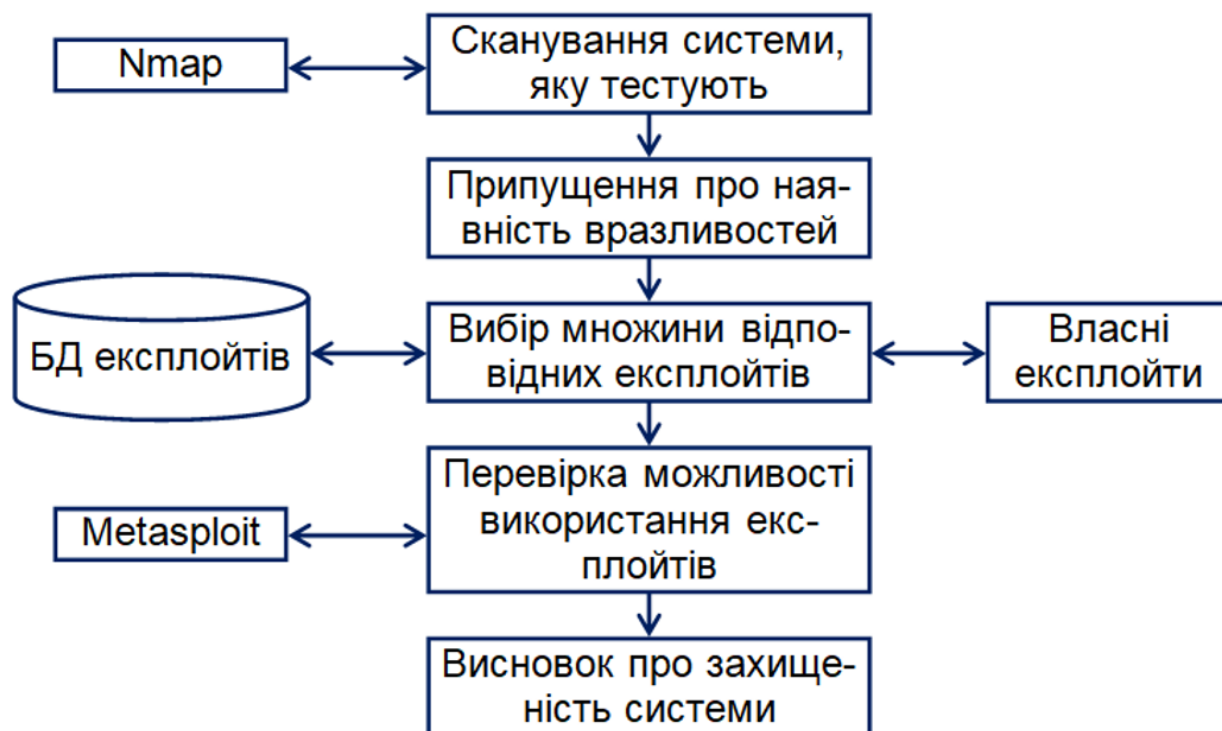 Nmap
Сканування системи,
яку тестують
Припущення про ная-
вність вразливостей
БД експлойтів
Вибір множини відпо-
відних експлойтів
Власні
експлойти
Metasploit
Перевірка можливості
використання екс-
плойтів
Висновок про захище-
ність системи